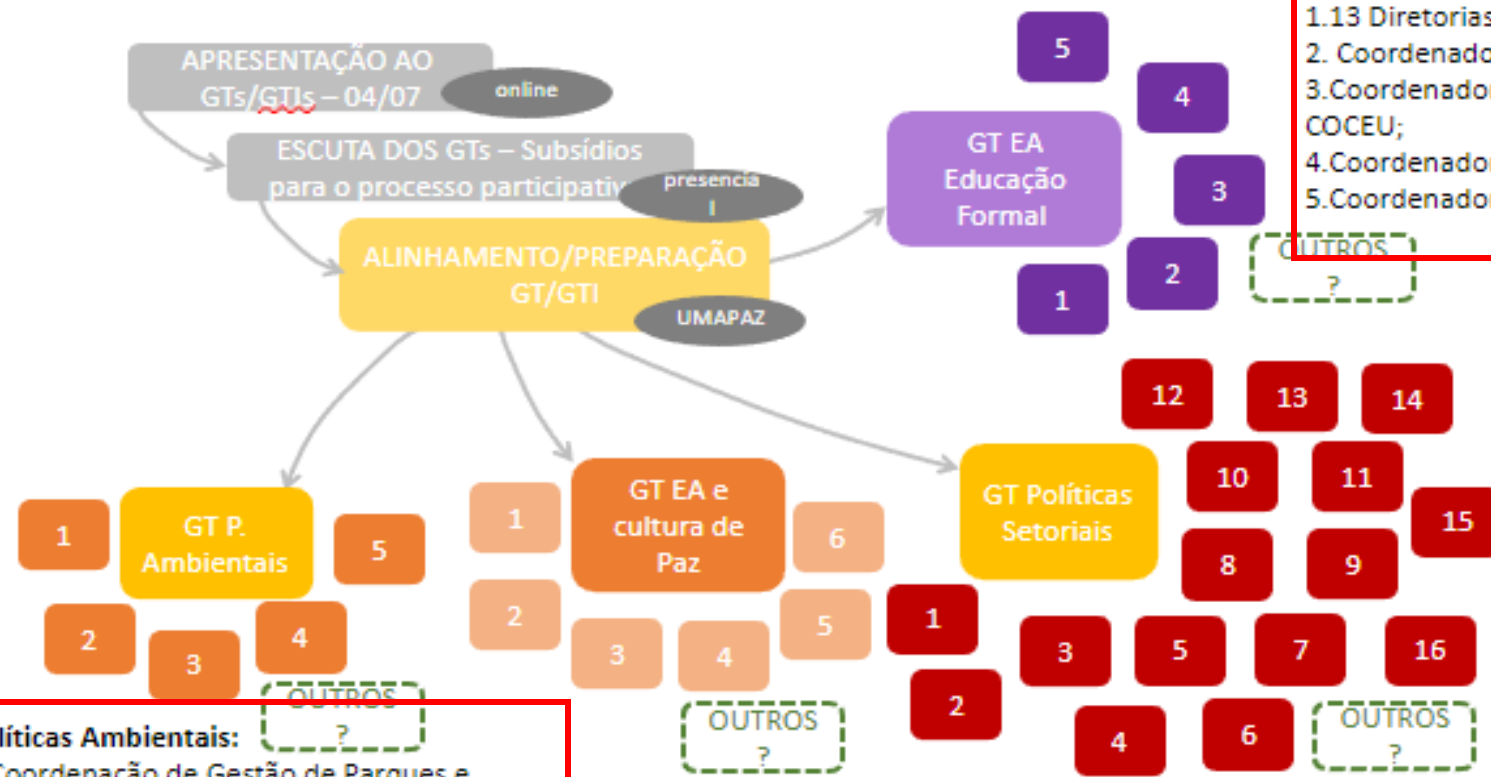 APRESENTAÇÃO AO
GTs/GTIs – 04/07
online
ESCUTA DOS GTs – Subsídios
para o processo participativ
presencia
l
ALINHAMENTO/PREPARAÇÃO
GT/GTI
UMAPAZ
GT EA
Educação
Formal
5
4
3
2
1
OUTROS
?
1.13 Diretorias
2. Coordenado
3.Coordenador
COCEU;
4.Coordenador
5.Coordenador
GT P.
Ambientais
1
2
3
4
5
OUTROS
?
líticas Ambientais:
Coordenação de Gestão de Parques e
GT EA e
cultura de
Paz
1
2
3
4
5
6
OUTROS
?
GT Políticas
Setoriais
12
13
14
10
11
15
8
9
1
3
5
7
16
2
4
6
OUTROS
?